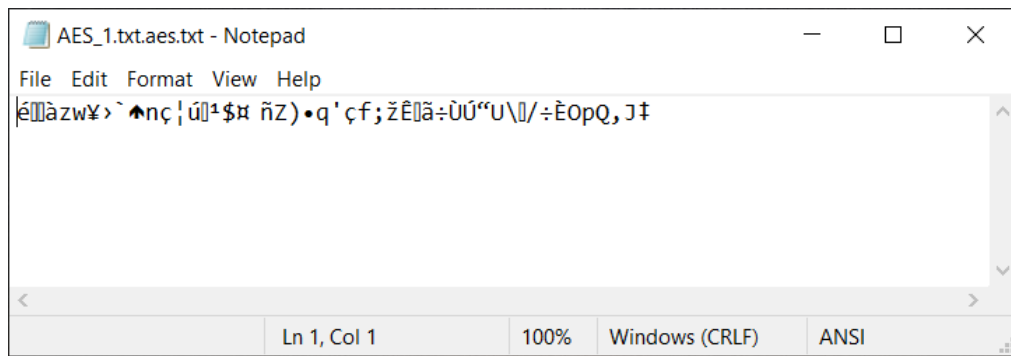 AES_1.txt.aes.txt - Notepad
File Edit Format View Help
é▯▯àzw¥›`♠nç¦ú▯¹$¤ ñZ)•q'çf;žÊ▯ã÷ÙÚ“U\▯/÷ÈOpQ,J‡
Ln 1, Col 1 100% Windows (CRLF) ANSI